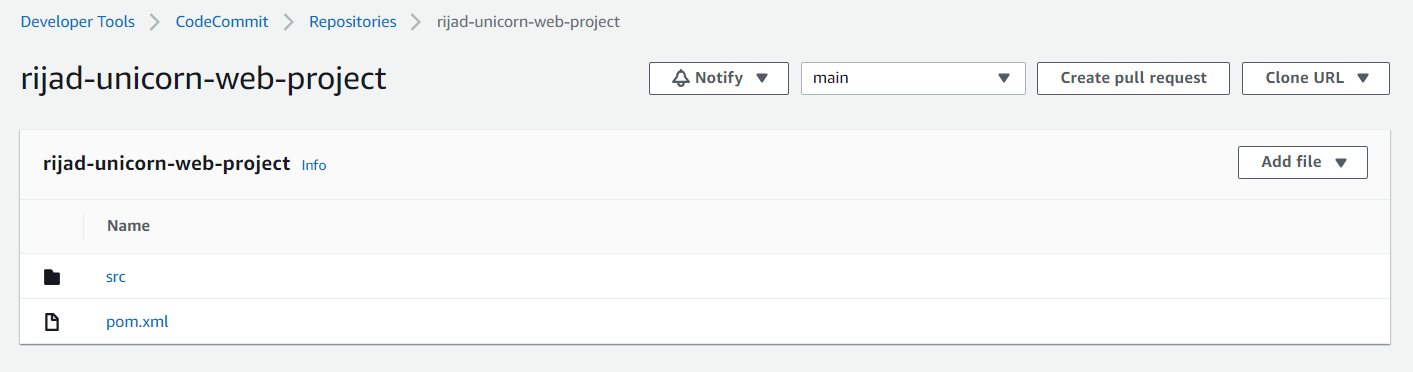 Developer Tools CodeCommit Repositories rijad-unicorn-web-project
rijad-unicorn-web-project Notify main Create pull request Clone URL
rijad-unicorn-web-project Info Add file
Name
src
pom.xml